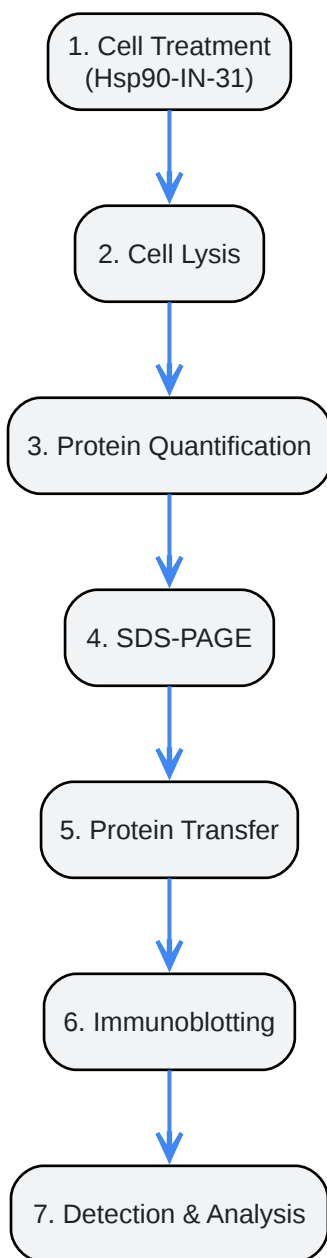 1. Cell Treatment
(Hsp90-IN-31)
2. Cell Lysis
3. Protein Quantification
4. SDS-PAGE
5. Protein Transfer
6. Immunoblotting
7. Detection & Analysis